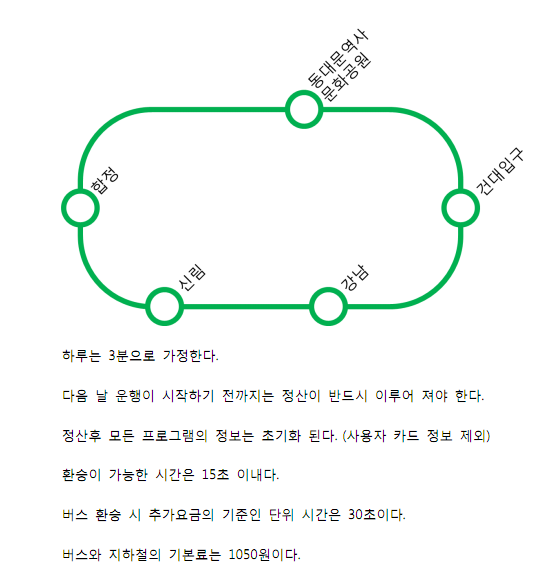 동대문역사
문화공원
합정
건대입구
신림
강남
하루는 3분으로 가정한다.
다음 날 운행이 시작하기 전까지는 정산이 반드시 이루어 져야 한다.
정산후 모든 프로그램의 정보는 초기화 된다. (사용자 카드 정보 제외)
환승이 가능한 시간은 15초 이내다.
버스 환승 시 추가요금의 기준인 단위 시간은 30초이다.
버스와 지하철의 기본료는 1050원이다.